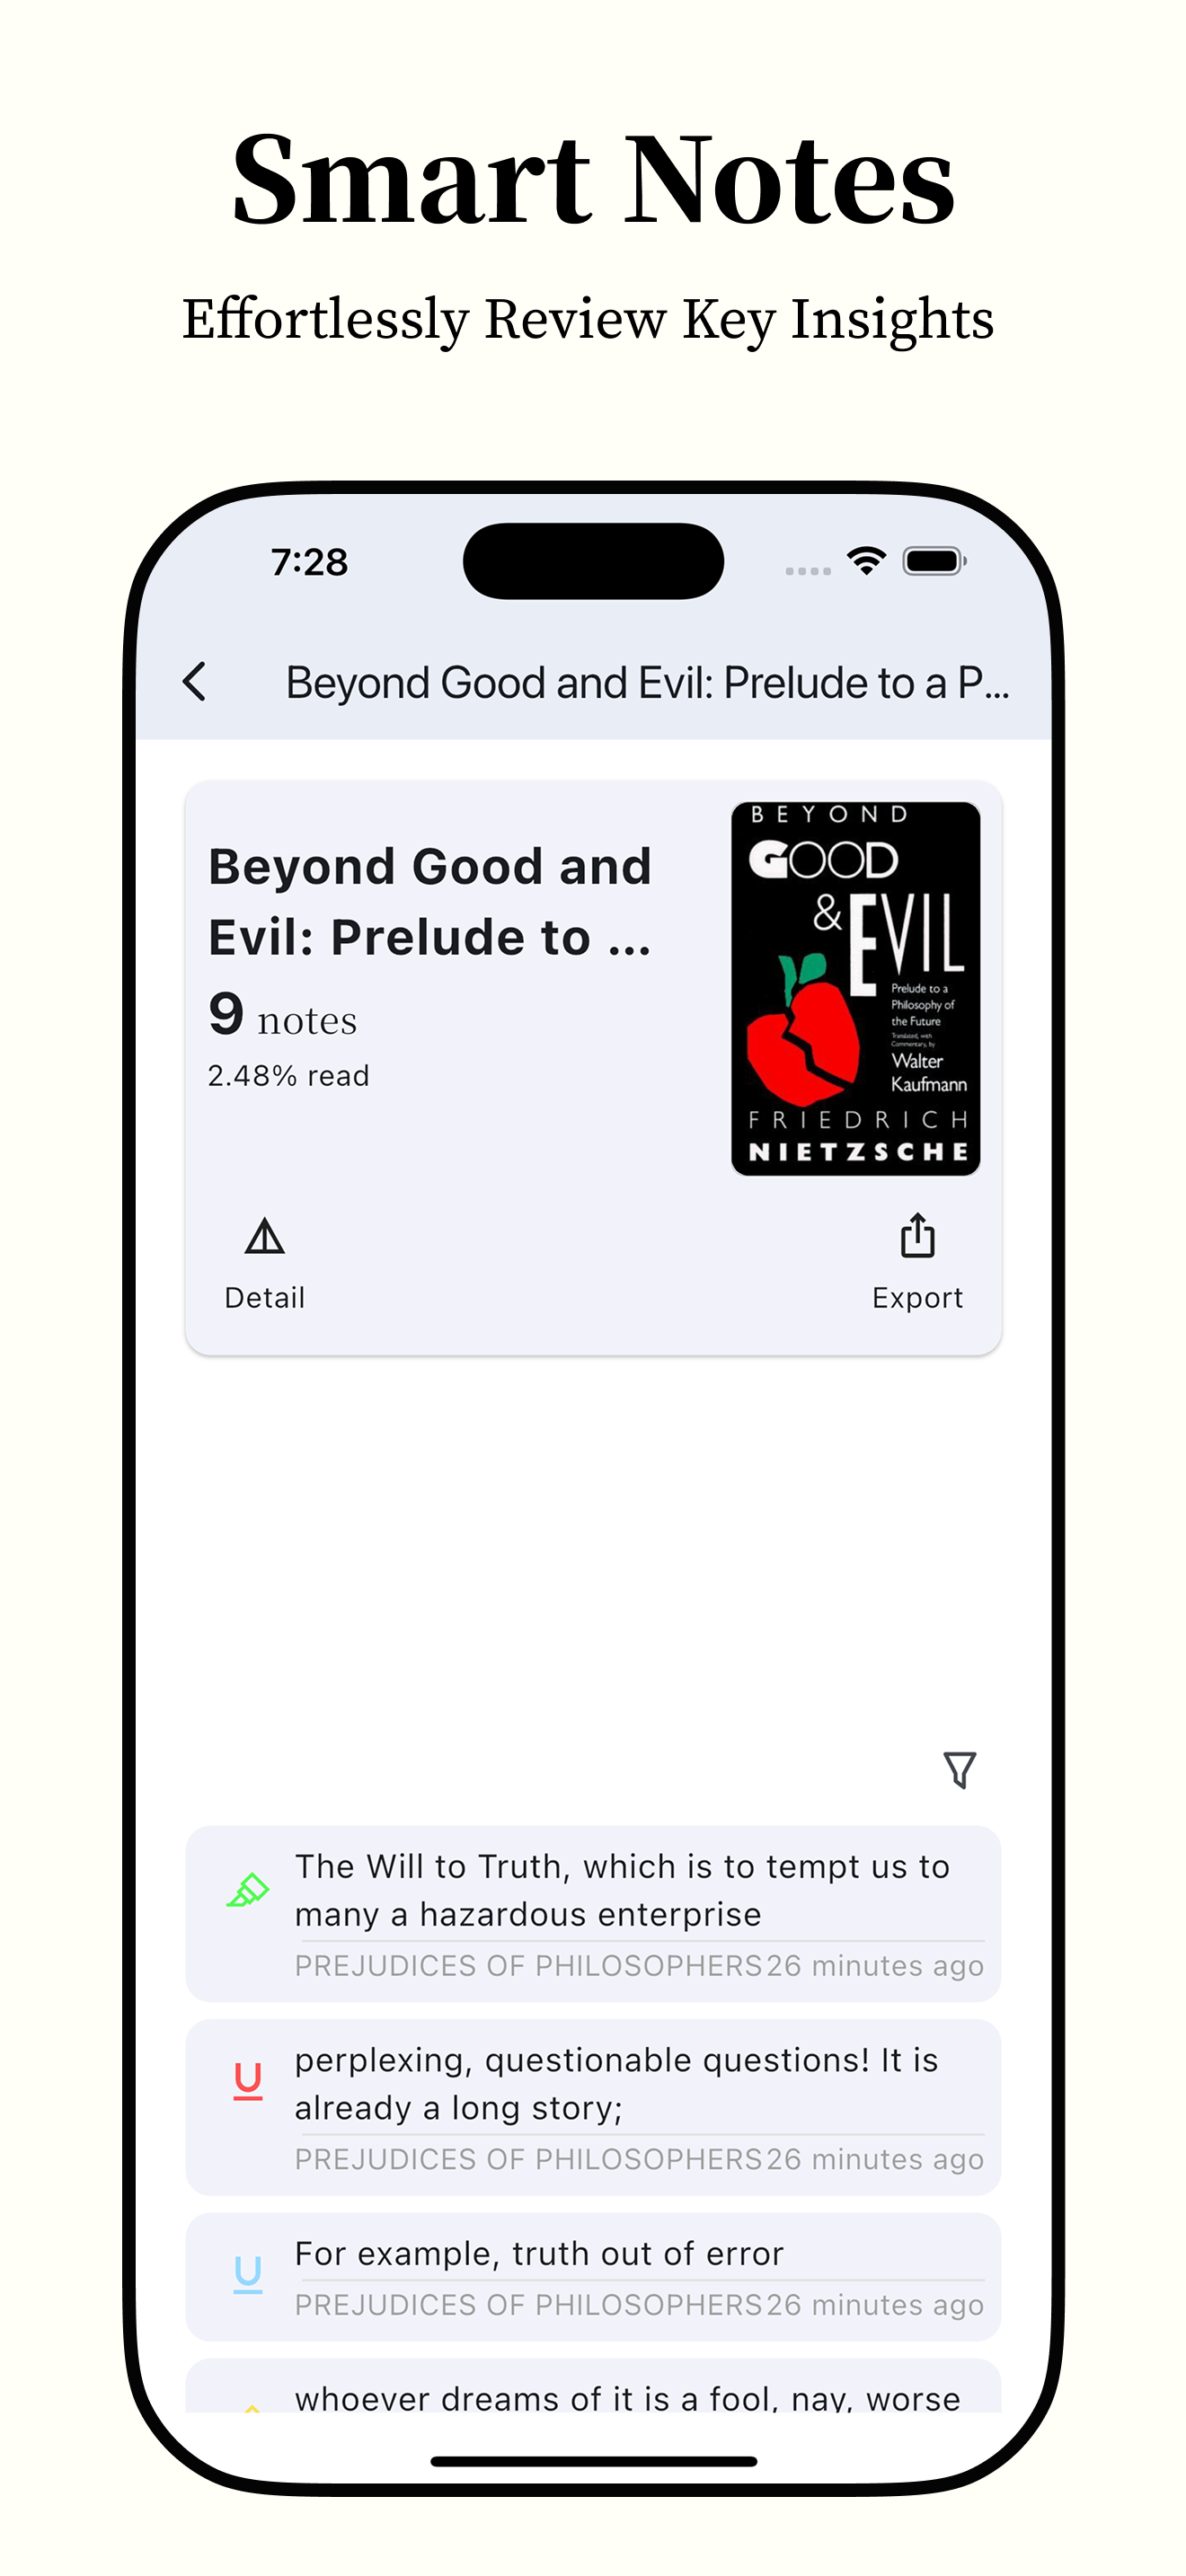 Smart Notes
Effortlessly Review Key Insights
7:28
Beyond Good and Evil: Prelude to a P...
Beyond Good and
Evil: Prelude to ...
9 notes
2.48% read
BEYOND
GOOD
& EVIL
Prelude to a
Philosophy of
the Future
Translated, with
Commentary, by
Walter
Kaufmann
FRIEDRICH
NIETZSCHE
Detail
Export
The Will to Truth, which is to tempt us to
many a hazardous enterprise
PREJUDICES OF PHILOSOPHERS 26 minutes ago
U
perplexing, questionable questions! It is
already a long story;
PREJUDICES OF PHILOSOPHERS 26 minutes ago
U
For example, truth out of error
PREJUDICES OF PHILOSOPHERS 26 minutes ago
whoever dreams of it is a fool, nay, worse